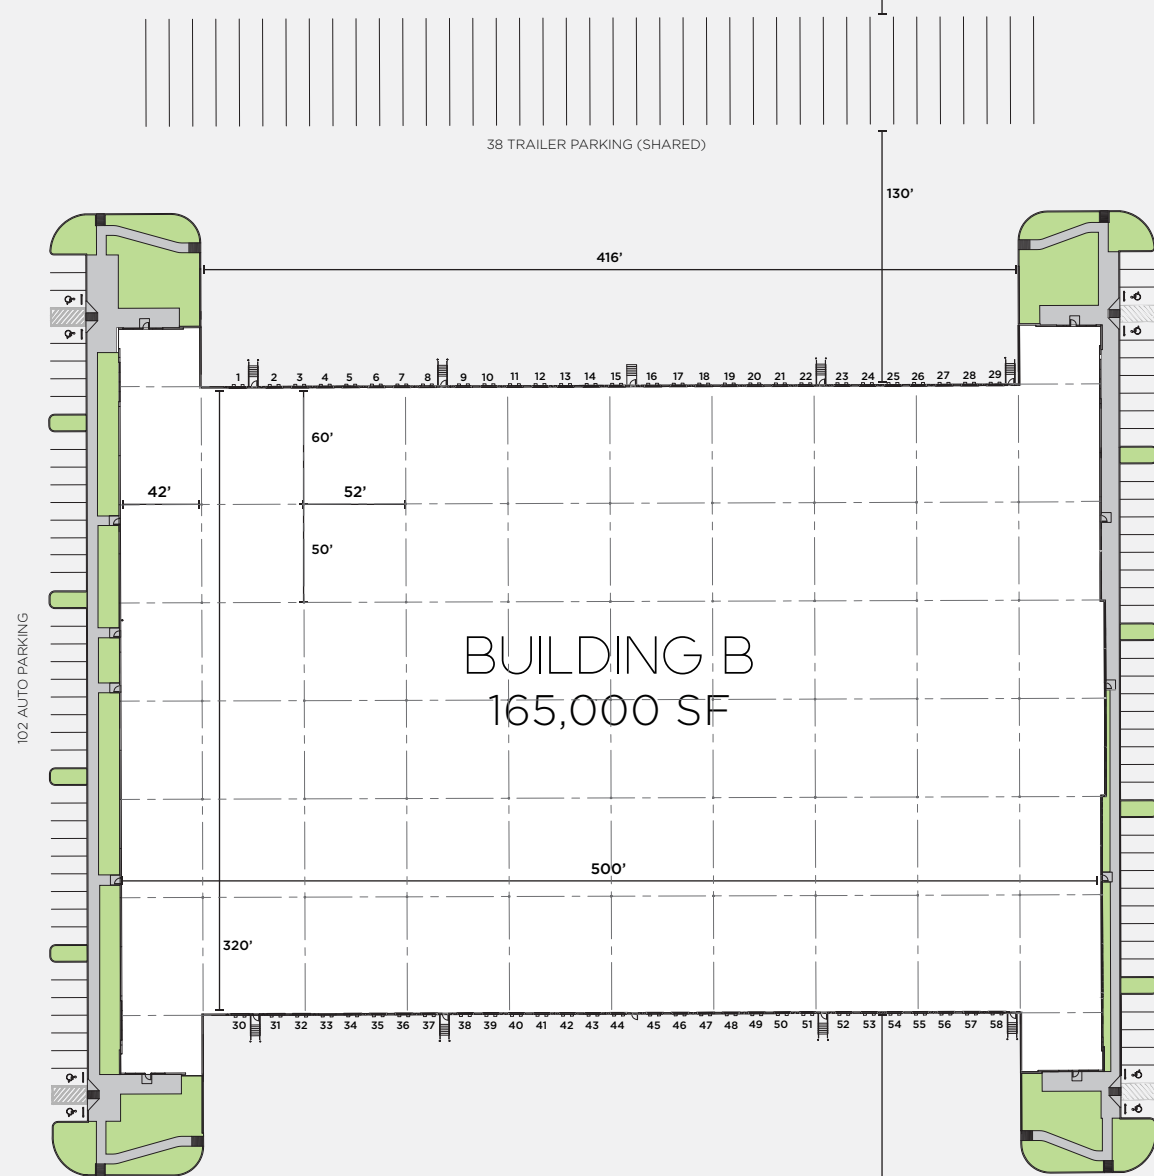 38 TRAILER PARKING (SHARED)
130'
416'
1 2 3 4 5 6 7 8 9 10 11 12 13 14 15 16 17 18 19 20 21 22 23 24 25 26 27 28 29
60'
42' 52'
50'
102 AUTO PARKING
BUILDING B
165,000 SF
500'
320'
30 31 32 33 34 35 36 37 38 39 40 41 42 43 44 45 46 47 48 49 50 51 52 53 54 55 56 57 58